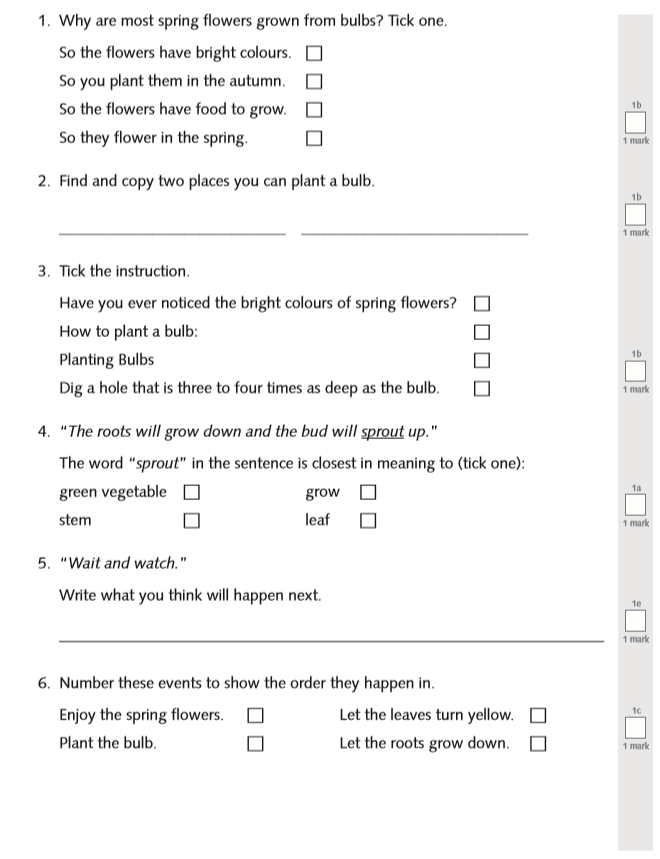 1. Why are most spring flowers grown from bulbs? Tick one.
So the flowers have bright colours.
So you plant them in the autumn.
So the flowers have food to grow.
So they flower in the spring.
1b
1 mark
2. Find and copy two places you can plant a bulb.
1b
1 mark
3. Tick the instruction.
Have you ever noticed the bright colours of spring flowers?
How to plant a bulb:
Planting Bulbs
Dig a hole that is three to four times as deep as the bulb.
1b
1 mark
4. "The roots will grow down and the bud will sprout up."
The word "sprout" in the sentence is closest in meaning to (tick one):
green vegetable grow
stem leaf
1a
1 mark
5. "Wait and watch."
Write what you think will happen next.
1e
1 mark
6. Number these events to show the order they happen in.
Enjoy the spring flowers. Let the leaves turn yellow.
Plant the bulb. Let the roots grow down.
1c
1 mark